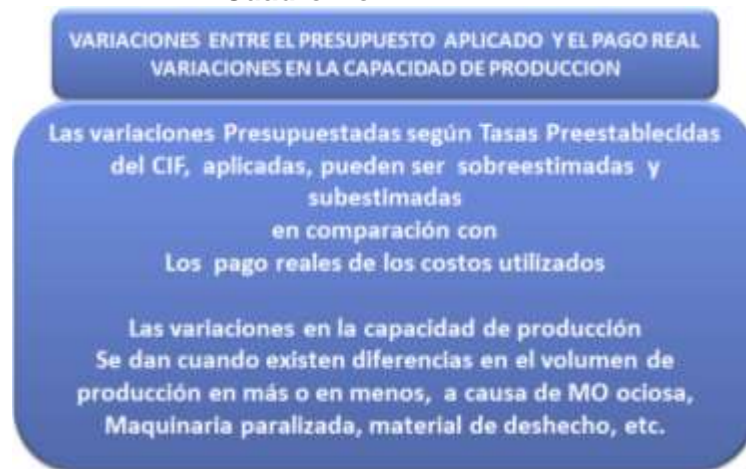 VARIACIONES ENTRE EL PRESUPUESTO APLICADO Y EL PAGO REAL
VARIACIONES EN LA CAPACIDAD DE PRODUCCION
Las variaciones Presupuestadas según Tasas Preestablecidas
del CIF, aplicadas, pueden ser sobreestimadas y
subestimadas
en comparación con
Los pago reales de los costos utilizados
Las variaciones en la capacidad de producción
Se dan cuando existen diferencias en el volumen de
producción en más o en menos, a causa de MO ociosa,
Maquinaria paralizada, material de deshecho, etc.